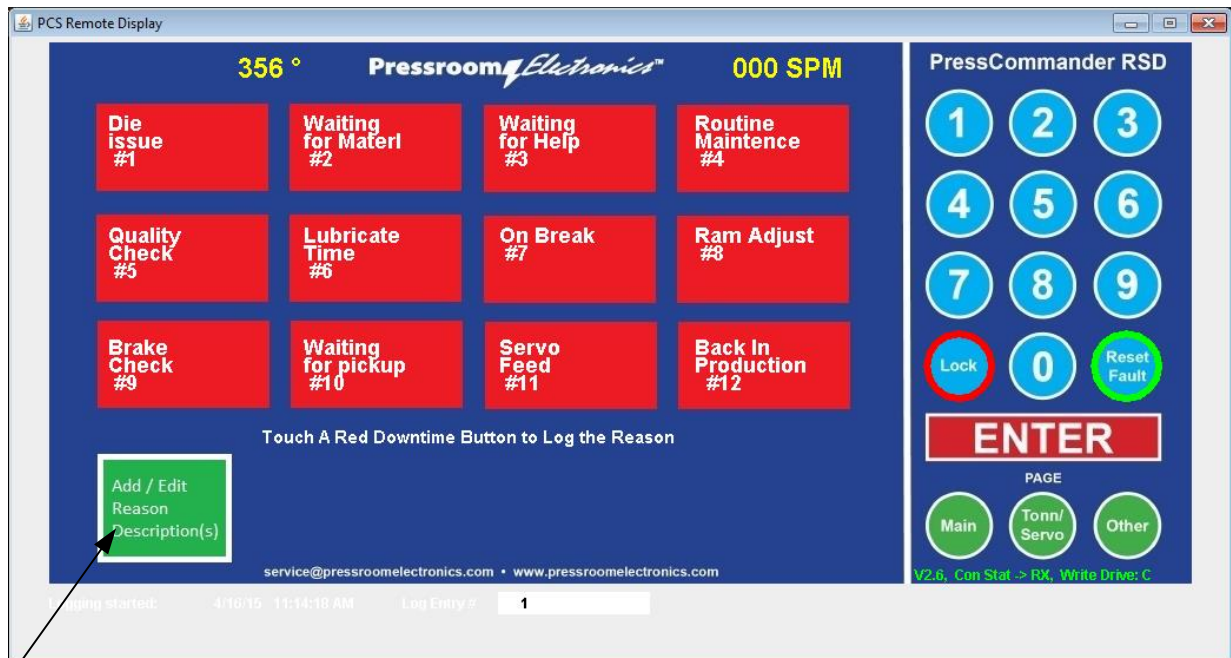 PCS Remote Display
356 ° Pressroom Electronics™ 000 SPM
Die
issue
#1
Waiting
for Materl
#2
Waiting
for Help
#3
Routine
Maintence
#4
Quality
Check
#5
Lubricate
Time
#6
On Break
#7
Ram Adjust
#8
Brake
Check
#9
Waiting
for pickup
#10
Servo
Feed
#11
Back In
Production
#12
Touch A Red Downtime Button to Log the Reason
Add / Edit
Reason
Description(s)
service@pressroomelectronics.com • www.pressroomelectronics.com
PressCommander RSD
1 2 3
4 5 6
7 8 9
Lock 0 Reset
Fault
ENTER
PAGE
Main Tonn/
Servo Other
V2.6, Con Stat -> RX, Write Drive: C
Logging started: 4/16/15 11:14:18 AM Log Entry # 1